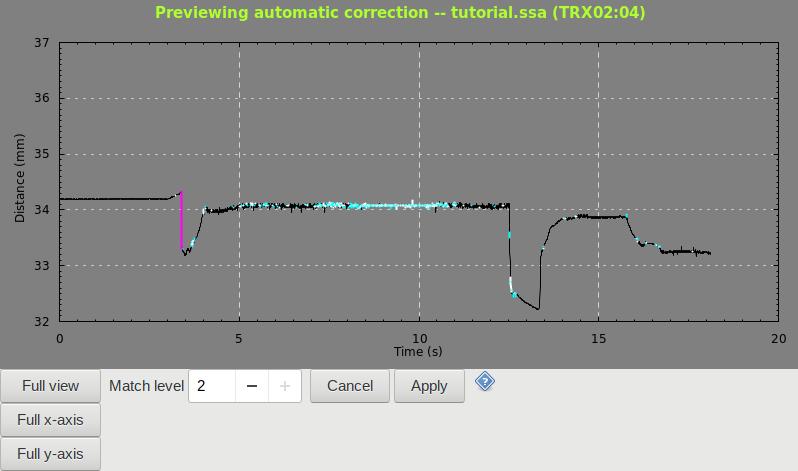 Previewing automatic correction -- tutorial.ssa (TRX02:04)
37
36
35
34
33
32
Distance (mm)
0 5 10 15 20
Time (s)
Full view Match level 2 − + Cancel Apply ?
Full x-axis
Full y-axis